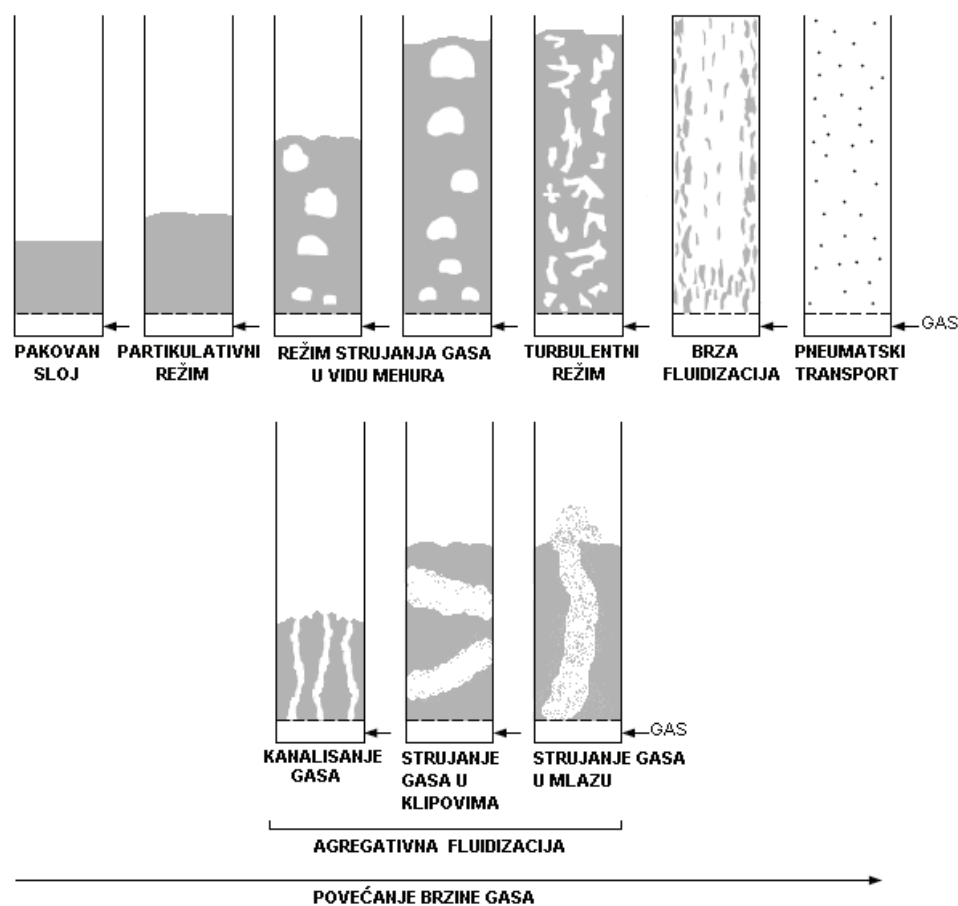 GAS
PAKOVAN
SLOJ
PARTIKULATIVNI
REŽIM
REŽIM STRUJANJA GASA
U VIDU MEHURA
TURBULENTNI
REŽIM
BRZA
FLUIDIZACIJA
PNEUMATSKI
TRANSPORT
GAS
KANALISANJE
GASA
STRUJANJE
GASA U
KLIPOVIMA
STRUJANJE GASA
U MLAZU
AGREGATIVNA FLUIDIZACIJA
POVEĆANJE BRZINE GASA